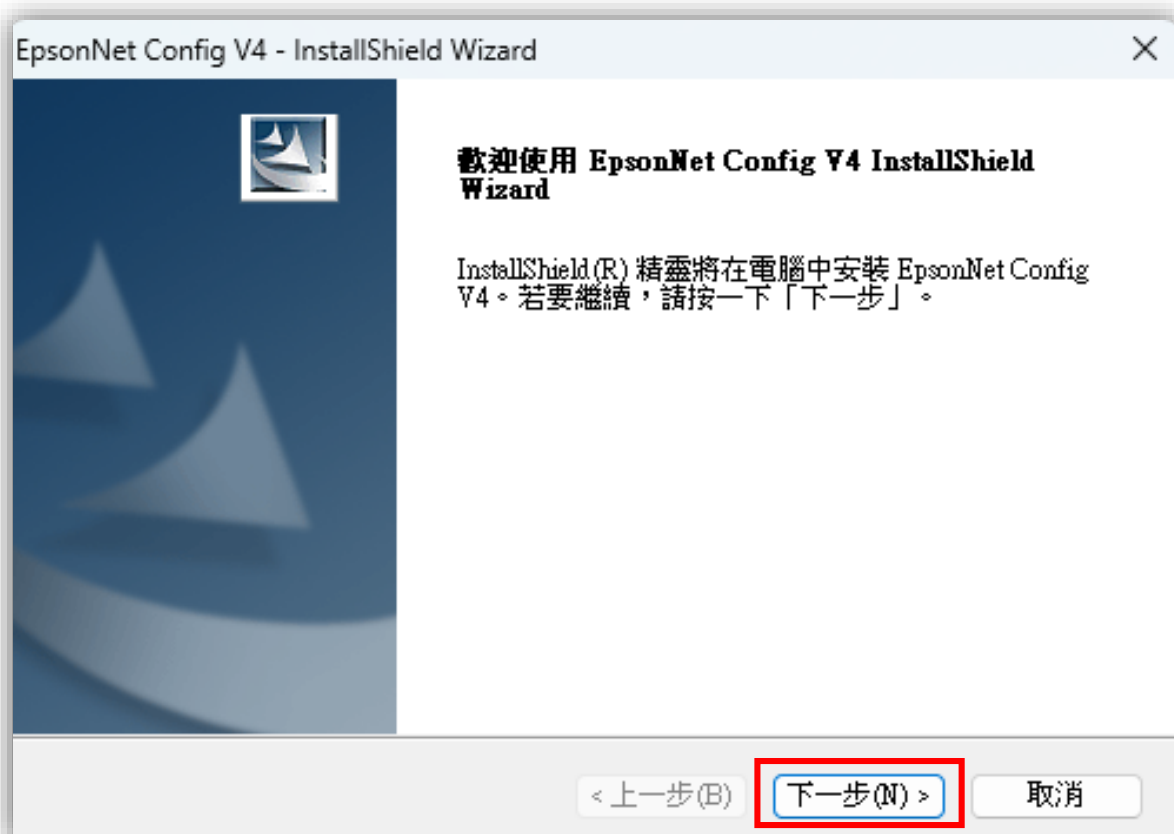 EpsonNet Config V4 - InstallShield Wizard
歡迎使用 EpsonNet Config V4 InstallShield
Wizard
InstallShield(R) 精靈將在電腦中安裝 EpsonNet Config
V4。若要繼續，請按一下「下一步」。
< 上一步(B) 下一步(N) > 取消